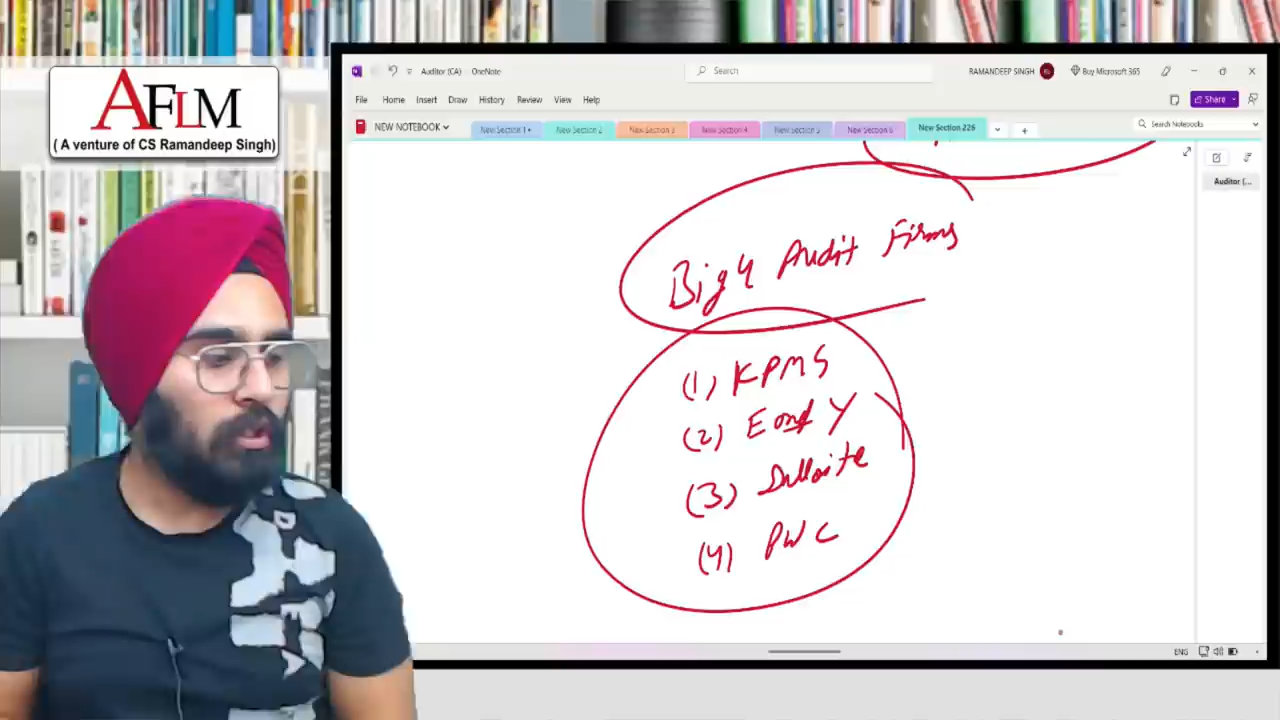 AFLM
( A venture of CS Ramandeep Singh)
Auditor (CA) - OneNote
Search
RAMANDEEP SINGH
Buy Microsoft 365
File Home Insert Draw History Review View Help
Share
NEW NOTEBOOK
New Section 1
New Section 2
New Section 3
New Section 4
New Section 5
New Section 6
New Section 226
Search Notebooks
Auditor (...
Big 4 Audit Firms
(1) KPMG
(2) E and Y
(3) Delloite
(4) PWC
ENG